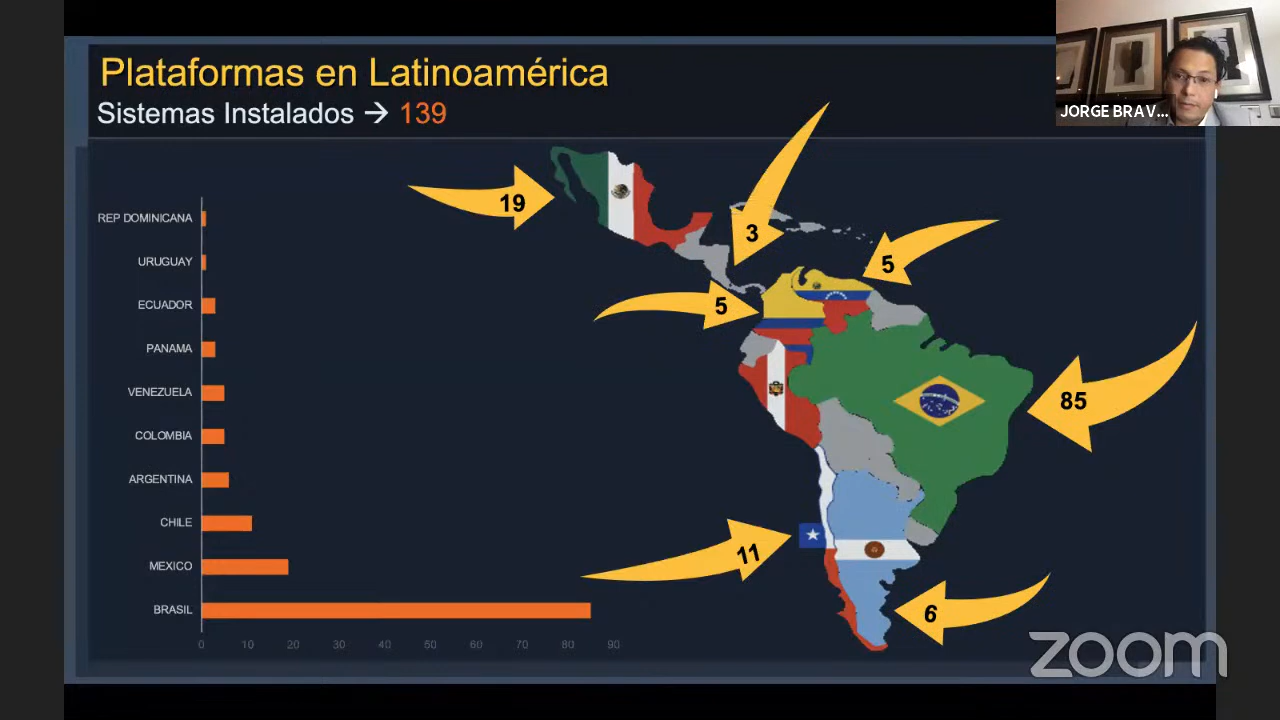 Plataformas en Latinoamérica
Sistemas Instalados → 139
JORGE BRAV...
19
3
5
5
85
11
6
REP DOMINICANA
URUGUAY
ECUADOR
PANAMA
VENEZUELA
COLOMBIA
ARGENTINA
CHILE
MEXICO
BRASIL
0 10 20 30 40 50 60 70 80 90
zoom